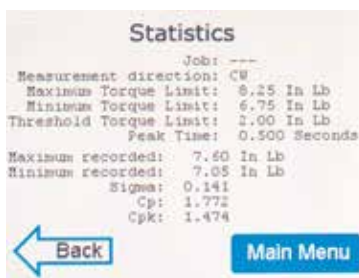 Statistics
Job: ---
Measurement direction: CW
Maximum Torque Limit: 8.25 In Lb
Minimum Torque Limit: 6.75 In Lb
Threshold Torque Limit: 2.00 In Lb
Peak Time: 0.500 Seconds
Maximum recorded: 7.60 In Lb
Minimum recorded: 7.05 In Lb
Sigma: 0.141
Cp: 1.772
Cpk: 1.474
Back
Main Menu